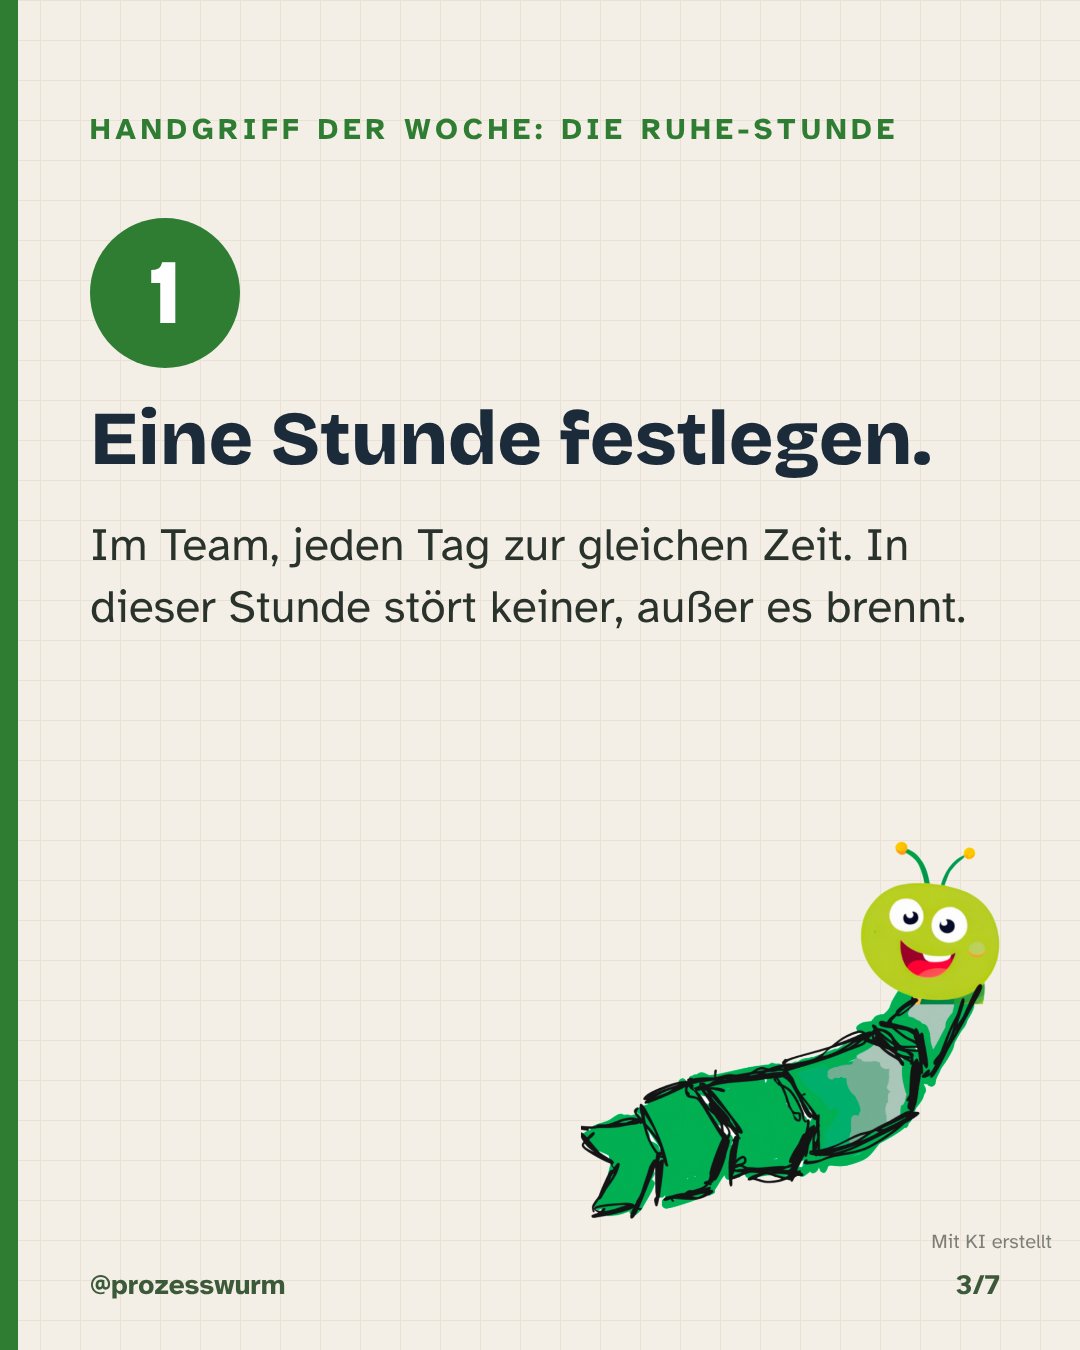 HANDGRIFF DER WOCHE: DIE RUHE-STUNDE
1
Eine Stunde festlegen.
Im Team, jeden Tag zur gleichen Zeit. In
dieser Stunde stört keiner, außer es brennt.
Mit KI erstellt
@prozesswurm
3/7